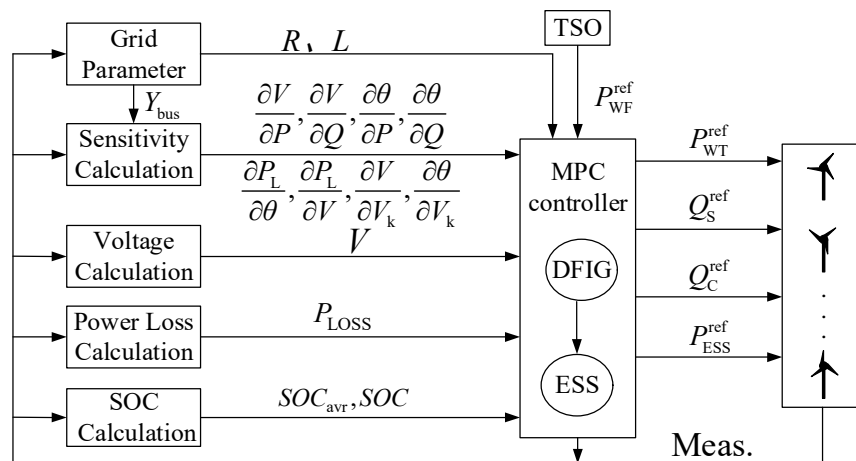 Grid
Parameter
R、L
TSO
P_WF^ref
Y_bus
Sensitivity
Calculation
∂V/∂P, ∂V/∂Q, ∂θ/∂P, ∂θ/∂Q
∂P_L/∂θ, ∂P_L/∂V, ∂V/∂V_k, ∂θ/∂V_k
MPC
controller
DFIG
ESS
P_WT^ref
Q_S^ref
Q_C^ref
P_ESS^ref
Voltage
Calculation
V
Power Loss
Calculation
P_LOSS
SOC
Calculation
SOC_avr, SOC
Meas.